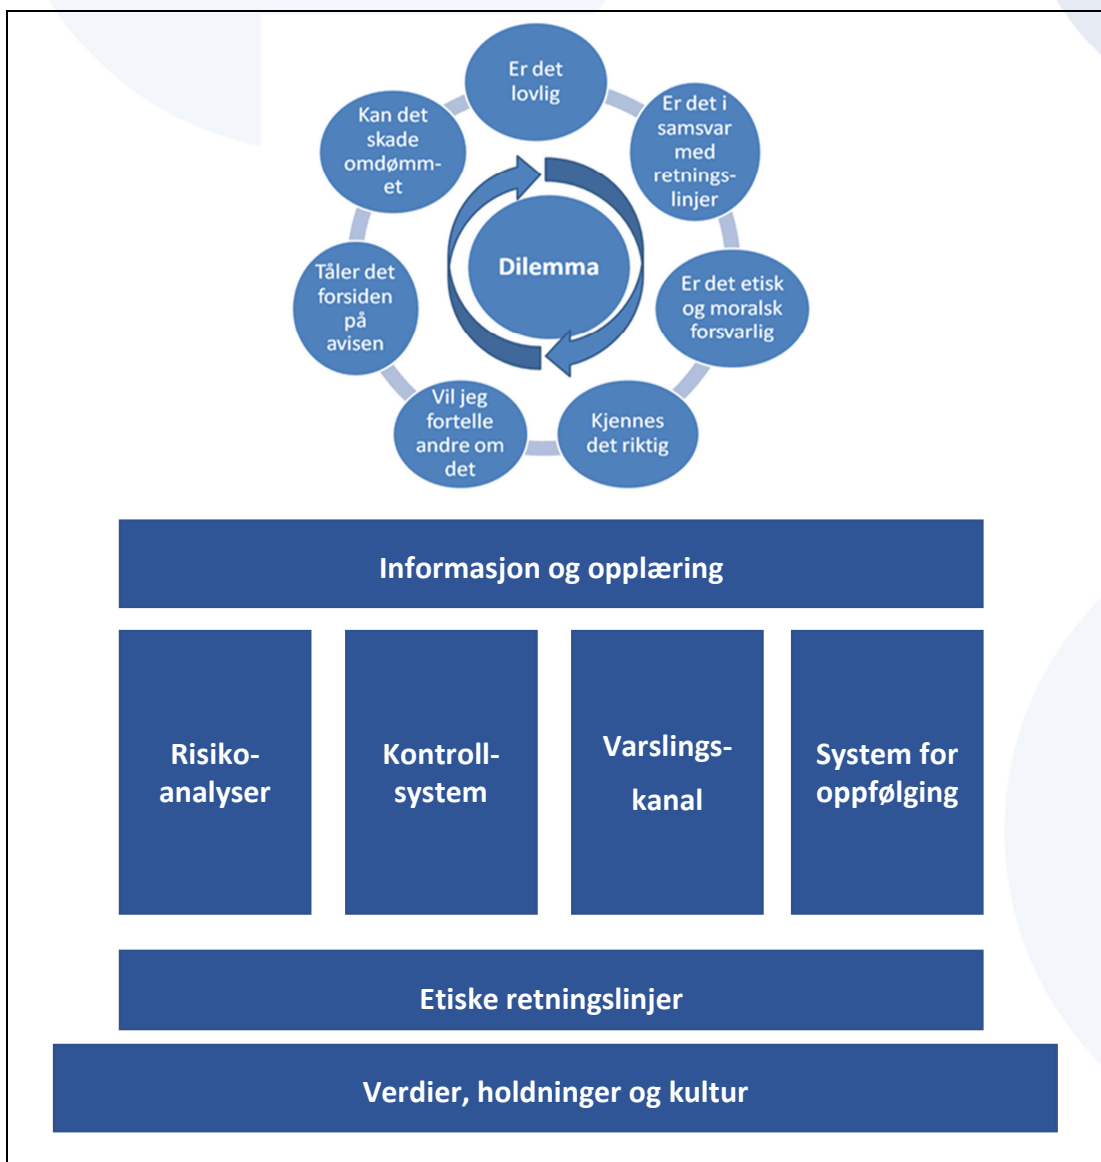 Er det
lovlig
Er det i
samsvar
med
retnings-
linjer
Er det etisk
og moralsk
forsvarlig
Kjennes
det riktig
Vil jeg
fortelle
andre om
det
Tåler det
forsiden
på
avisen
Kan det
skade
omdømm-
et
Dilemma
Informasjon og opplæring
Risiko-
analyser
Kontroll-
system
Varslings-
kanal
System for
oppfølging
Etiske retningslinjer
Verdier, holdninger og kultur